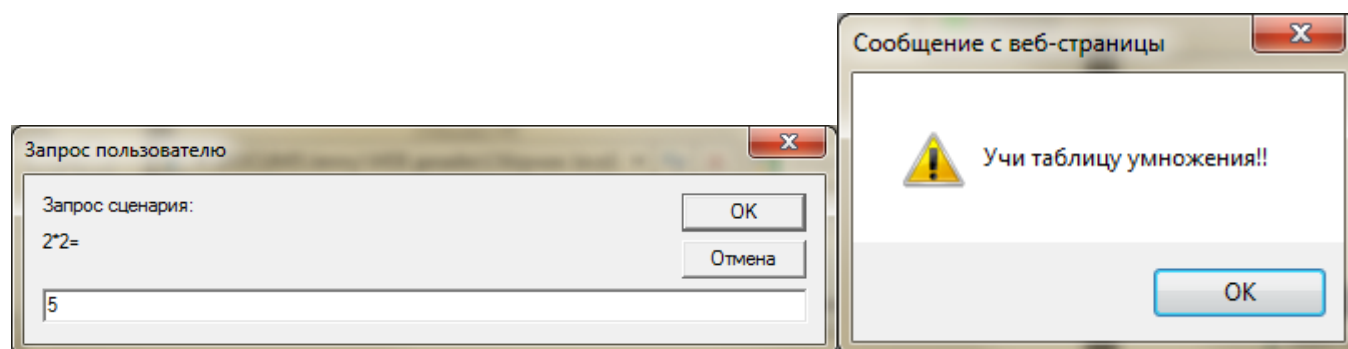 Запрос пользователю
Запрос сценария:
2*2=
OK
Отмена
5
Сообщение с веб-страницы
Учи таблицу умножения!!
OK